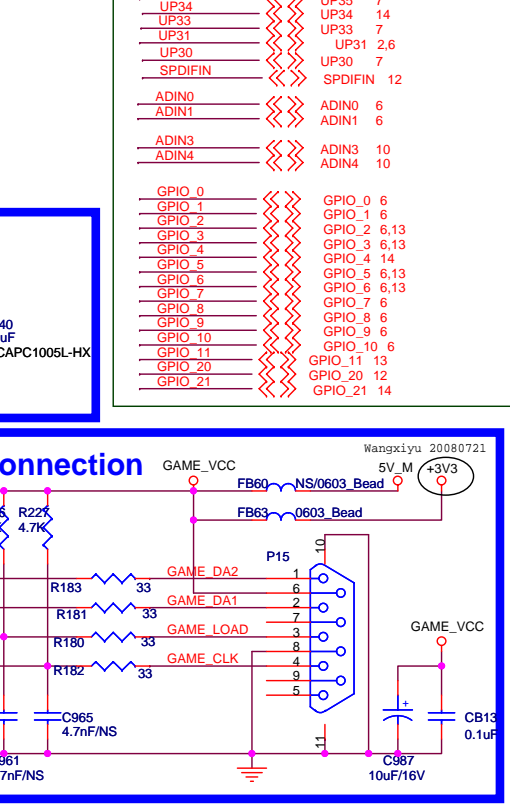 UP35 7
UP34 UP34 14
UP33 UP33 7
UP31 UP31 2,6
UP30 UP30 7
SPDIFIN SPDIFIN 12
ADIN0 ADIN0 6
ADIN1 ADIN1 6
ADIN3 ADIN3 10
ADIN4 ADIN4 10
GPIO_0 GPIO_0 6
GPIO_1 GPIO_1 6
GPIO_2 GPIO_2 6,13
GPIO_3 GPIO_3 6,13
GPIO_4 GPIO_4 14
GPIO_5 GPIO_5 6,13
GPIO_6 GPIO_6 6,13
GPIO_7 GPIO_7 6
GPIO_8 GPIO_8 6
GPIO_9 GPIO_9 6
GPIO_10 GPIO_10 6
GPIO_11 GPIO_11 13
GPIO_20 GPIO_20 12
GPIO_21 GPIO_21 14
40
uF
CAPC1005L-HX
onnection
Wangxiyu 20080721
GAME_VCC
5V_M
+3V3
FB60 NS/0603_Bead
FB63 0603_Bead
R227
4.7K
P15
10
R183 33 GAME_DA2 1
6
R181 33 GAME_DA1 2
7
R180 33 GAME_LOAD 3
8
R182 33 GAME_CLK 4
9
5
11
GAME_VCC
C965
4.7nF/NS
961
7nF/NS
+
C987
10uF/16V
CB13
0.1uF